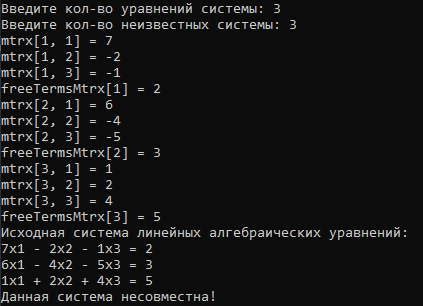 Введите кол-во уравнений системы: 3
Введите кол-во неизвестных системы: 3
mtrx[1, 1] = 7
mtrx[1, 2] = -2
mtrx[1, 3] = -1
freeTermsMtrx[1] = 2
mtrx[2, 1] = 6
mtrx[2, 2] = -4
mtrx[2, 3] = -5
freeTermsMtrx[2] = 3
mtrx[3, 1] = 1
mtrx[3, 2] = 2
mtrx[3, 3] = 4
freeTermsMtrx[3] = 5
Исходная система линейных алгебраических уравнений:
7x1 - 2x2 - 1x3 = 2
6x1 - 4x2 - 5x3 = 3
1x1 + 2x2 + 4x3 = 5
Данная система несовместна!